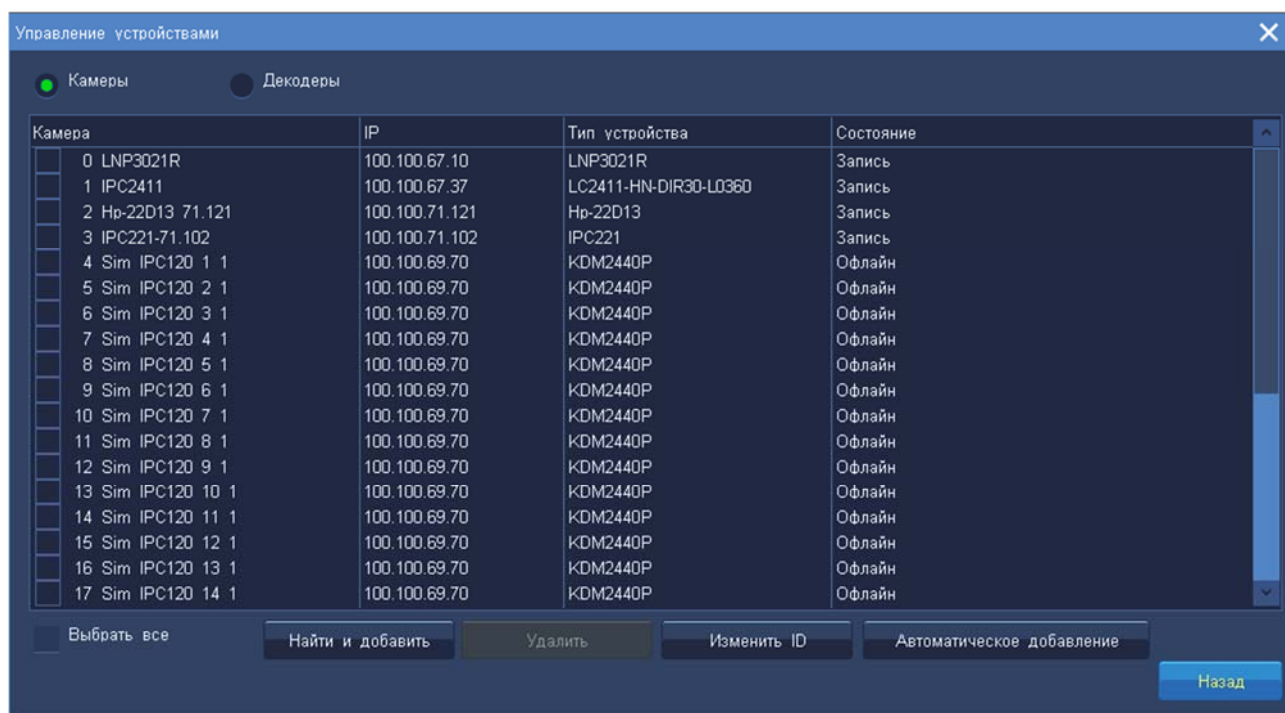 Управление устройствами
Камеры Декодеры
Камера IP Тип устройства Состояние
0 LNP3021R 100.100.67.10 LNP3021R Запись
1 IPC2411 100.100.67.37 LC2411-HN-DIR30-L0360 Запись
2 Hp-22D13 71.121 100.100.71.121 Hp-22D13 Запись
3 IPC221-71.102 100.100.71.102 IPC221 Запись
4 Sim IPC120 1 1 100.100.69.70 KDM2440P Офлайн
5 Sim IPC120 2 1 100.100.69.70 KDM2440P Офлайн
6 Sim IPC120 3 1 100.100.69.70 KDM2440P Офлайн
7 Sim IPC120 4 1 100.100.69.70 KDM2440P Офлайн
8 Sim IPC120 5 1 100.100.69.70 KDM2440P Офлайн
9 Sim IPC120 6 1 100.100.69.70 KDM2440P Офлайн
10 Sim IPC120 7 1 100.100.69.70 KDM2440P Офлайн
11 Sim IPC120 8 1 100.100.69.70 KDM2440P Офлайн
12 Sim IPC120 9 1 100.100.69.70 KDM2440P Офлайн
13 Sim IPC120 10 1 100.100.69.70 KDM2440P Офлайн
14 Sim IPC120 11 1 100.100.69.70 KDM2440P Офлайн
15 Sim IPC120 12 1 100.100.69.70 KDM2440P Офлайн
16 Sim IPC120 13 1 100.100.69.70 KDM2440P Офлайн
17 Sim IPC120 14 1 100.100.69.70 KDM2440P Офлайн
Выбрать все Найти и добавить Удалить Изменить ID Автоматическое добавление
Назад